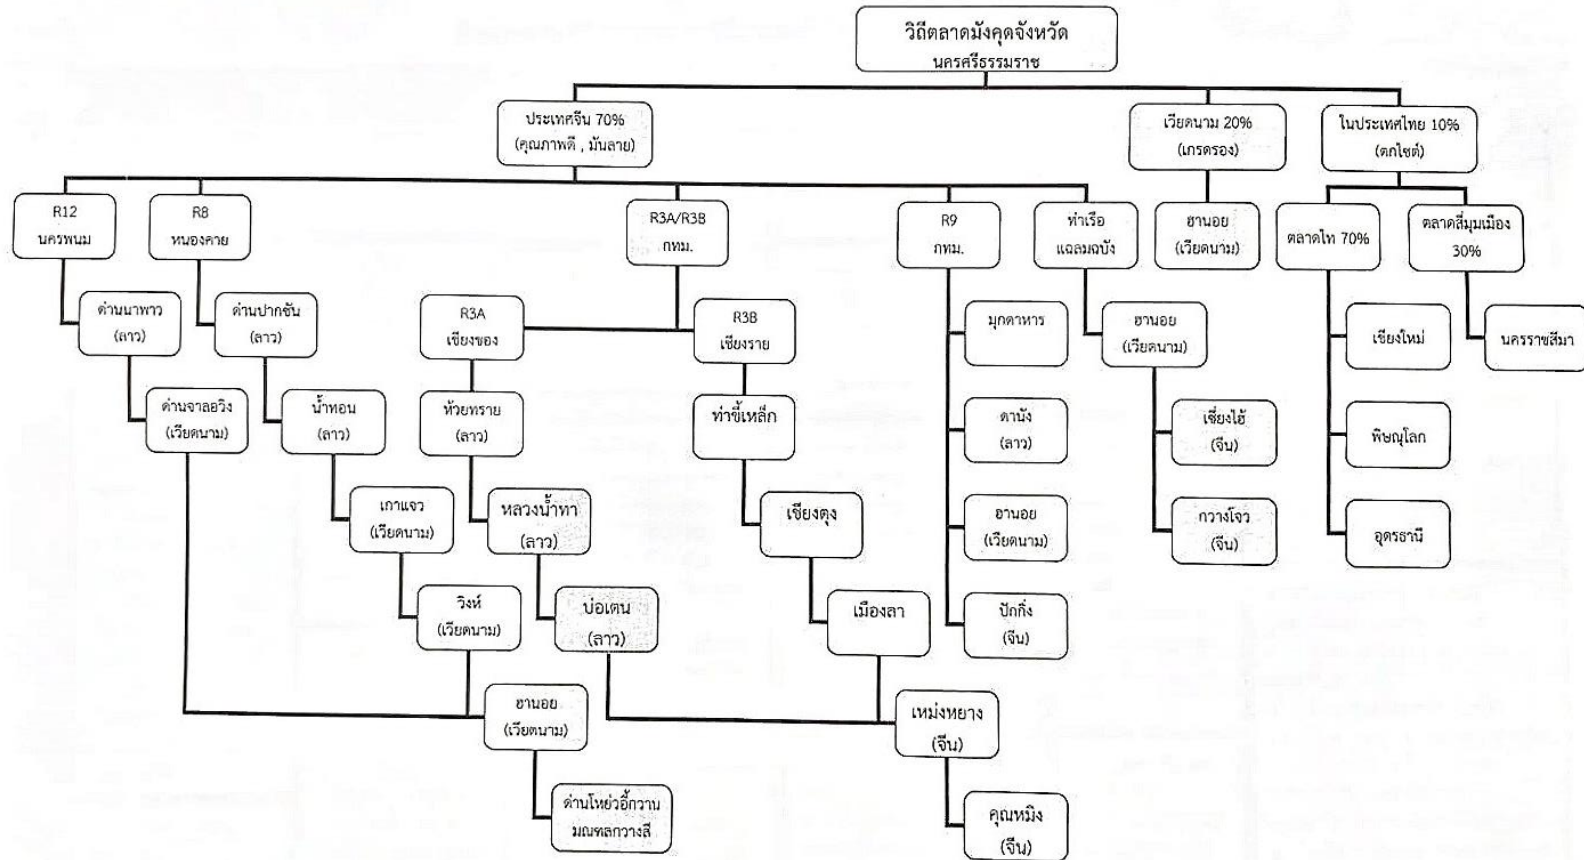 วิถีตลาดมังคุดจังหวัด
นครศรีธรรมราช
ประเทศจีน 70%
(คุณภาพดี , มันลาย)
เวียดนาม 20%
(เกรดรอง)
ในประเทศไทย 10%
(ตกไซต์)
R12
นครพนม
R8
หนองคาย
R3A/R3B
กทม.
R9
กทม.
ท่าเรือ
แฉลมฉบัง
ฮานอย
(เวียดนาม)
ตลาดไท 70%
ตลาดสี่มุมเมือง
30%
ด่านนาพาว
(ลาว)
ด่านปากซัน
(ลาว)
R3A
เชียงของ
R3B
เชียงราย
มุกดาหาร
ฮานอย
(เวียดนาม)
เชียงใหม่
นครราชสีมา
ด่านจาลอวิง
(เวียดนาม)
น้ำทอน
(ลาว)
ห้วยทราย
(ลาว)
ท่าขี้เหล็ก
ดานัง
(ลาว)
เซี่ยงไฮ้
(จีน)
พิษณุโลก
เกาแจว
(เวียดนาม)
หลวงน้ำทา
(ลาว)
เชียงตุง
ฮานอย
(เวียดนาม)
กวางโจว
(จีน)
อุดรธานี
วิงห์
(เวียดนาม)
บ่อเตน
(ลาว)
เมืองลา
ปักกิ่ง
(จีน)
ฮานอย
(เวียดนาม)
เหม่งหยาง
(จีน)
ด่านโหย่วอี้กวาน
มณฑลกวางสี
คุณหมิง
(จีน)